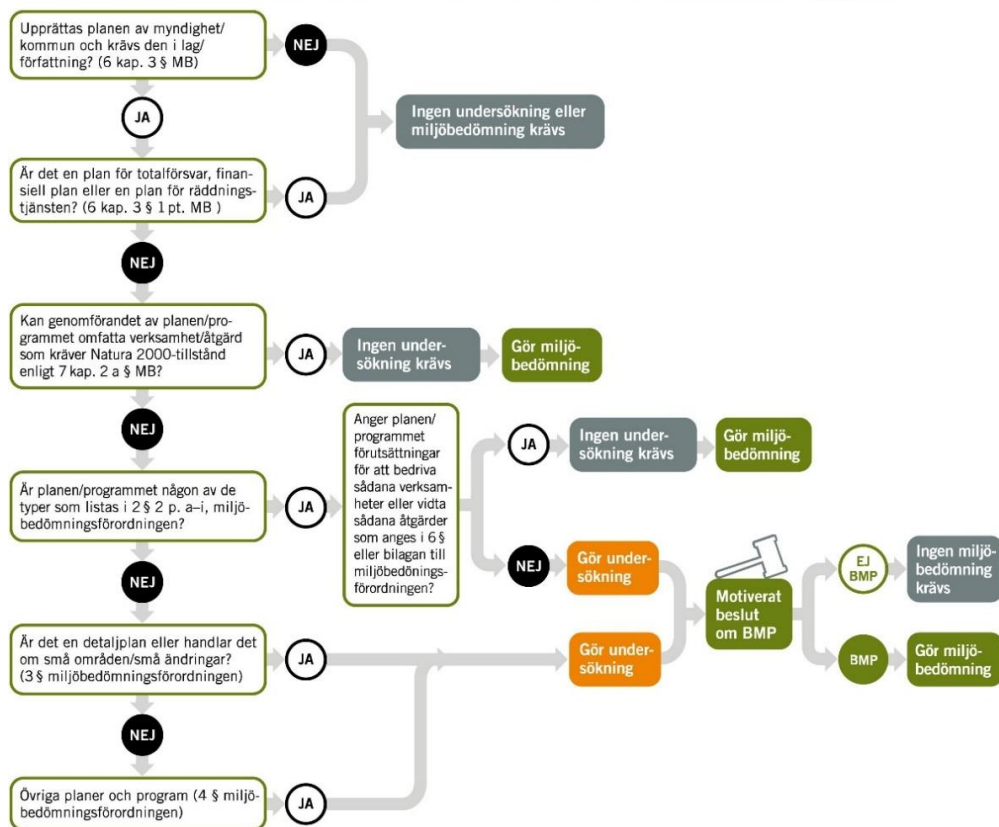 Upprättas planen av myndighet/
kommun och krävs den i lag/
författning? (6 kap. 3 § MB)
NEJ
JA
Ingen undersökning eller
miljöbedömning krävs
Är det en plan för totalförsvar, finan-
siell plan eller en plan för räddnings-
tjänsten? (6 kap. 3 § 1 pt. MB )
JA
NEJ
Kan genomförandet av planen/pro-
grammet omfatta verksamhet/åtgärd
som kräver Natura 2000-tillstånd
enligt 7 kap. 2 a § MB?
JA
Ingen under-
sökning krävs
Gör miljö-
bedömning
NEJ
Är planen/programmet någon av de
typer som listas i 2 § 2 p. a–i, miljö-
bedömningsförordningen?
JA
Anger planen/
programmet
förutsättningar
för att bedriva
sådana verksam-
heter eller vidta
sådana åtgärder
som anges i 6 §
eller bilagan till
miljöbedönings-
förordningen?
JA
Ingen under-
sökning krävs
Gör miljö-
bedömning
NEJ
Gör under-
sökning
Motiverat
beslut
om BMP
EJ
BMP
Ingen miljö-
bedömning
krävs
BMP
Gör miljö-
bedömning
NEJ
Är det en detaljplan eller handlar det
om små områden/små ändringar?
(3 § miljöbedömningsförordningen)
JA
Gör under-
sökning
NEJ
Övriga planer och program (4 § miljö-
bedömningsförordningen)
JA